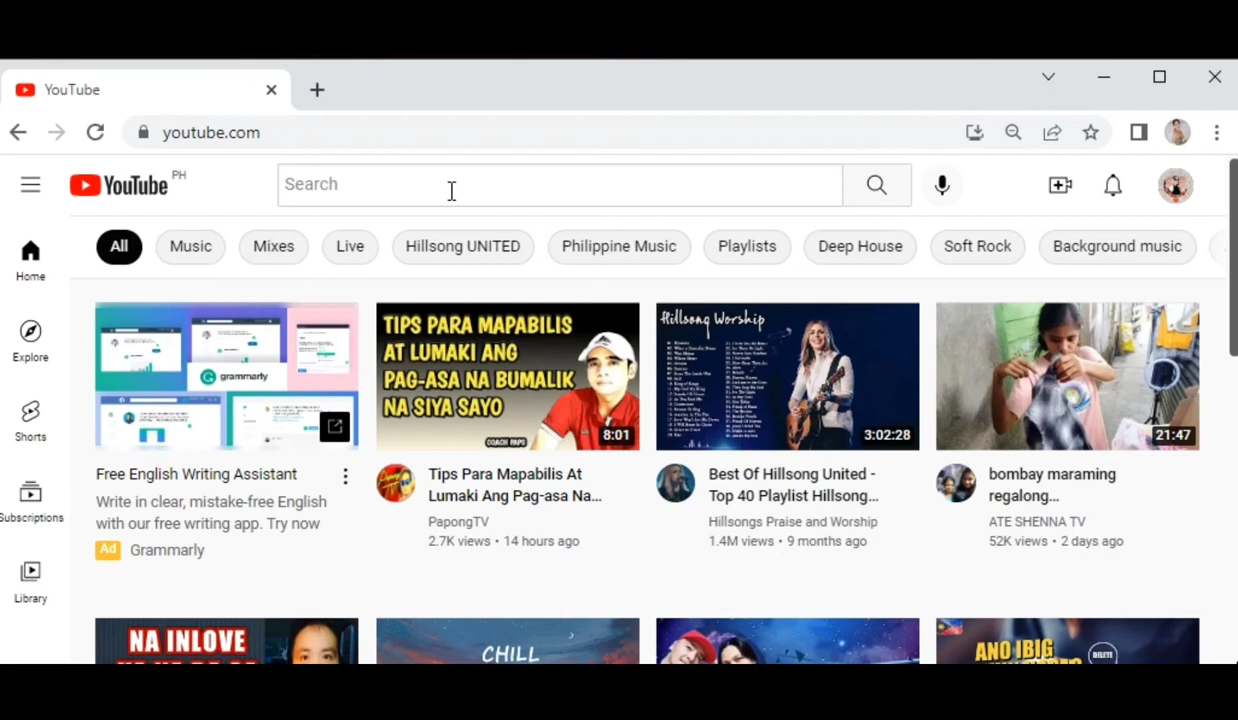 YouTube
youtube.com
YouTube PH
Search
All
Music
Mixes
Live
Hillsong UNITED
Philippine Music
Playlists
Deep House
Soft Rock
Background music
Home
Explore
Shorts
Subscriptions
Library
grammarly
Free English Writing Assistant
Write in clear, mistake-free English
with our free writing app. Try now
Ad Grammarly
TIPS PARA MAPABILIS
AT LUMAKI ANG
PAG-ASA NA BUMALIK
NA SIYA SAYO
COACH PAPS
8:01
Tips Para Mapabilis At
Lumaki Ang Pag-asa Na...
PapongTV
2.7K views • 14 hours ago
Hillsong Worship
3:02:28
Best Of Hillsong United -
Top 40 Playlist Hillsong...
Hillsongs Praise and Worship
1.4M views • 9 months ago
21:47
bombay maraming
regalong...
ATE SHENNA TV
52K views • 2 days ago
NA INLOVE
CHILL
ANO IBIG
DELETE